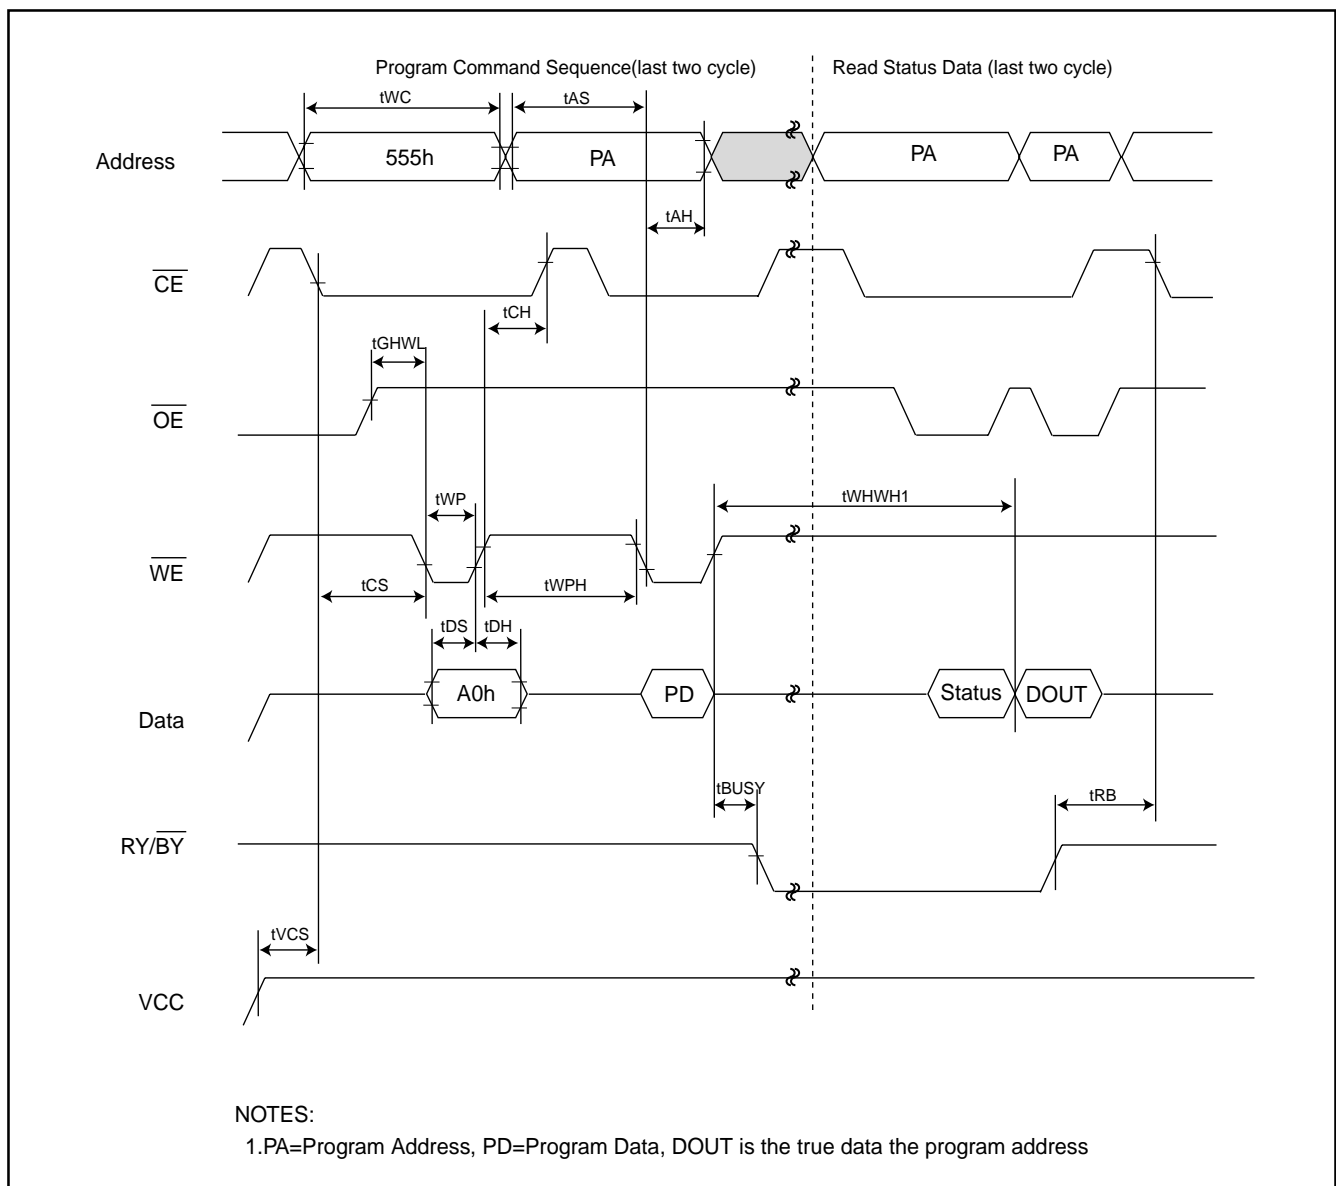 Program Command Sequence(last two cycle) Read Status Data (last two cycle)
tWC tAS
Address 555h PA PA PA
tAH
CE
tCH
tGHWL
OE
tWP tWHWH1
WE
tCS tWPH
tDS tDH
Data A0h PD Status DOUT
tBUSY tRB
RY/BY
tVCS
VCC
NOTES:
1.PA=Program Address, PD=Program Data, DOUT is the true data the program address